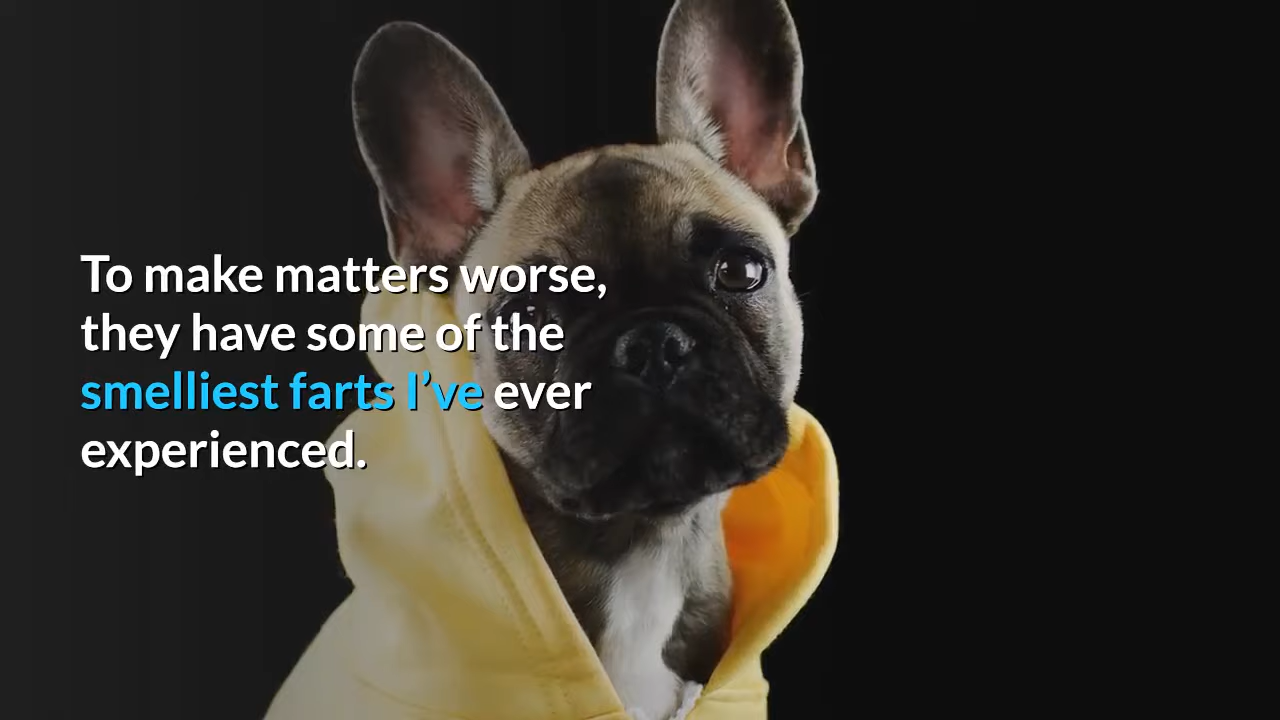 To make matters worse,
they have some of the
smelliest farts I’ve ever
experienced.